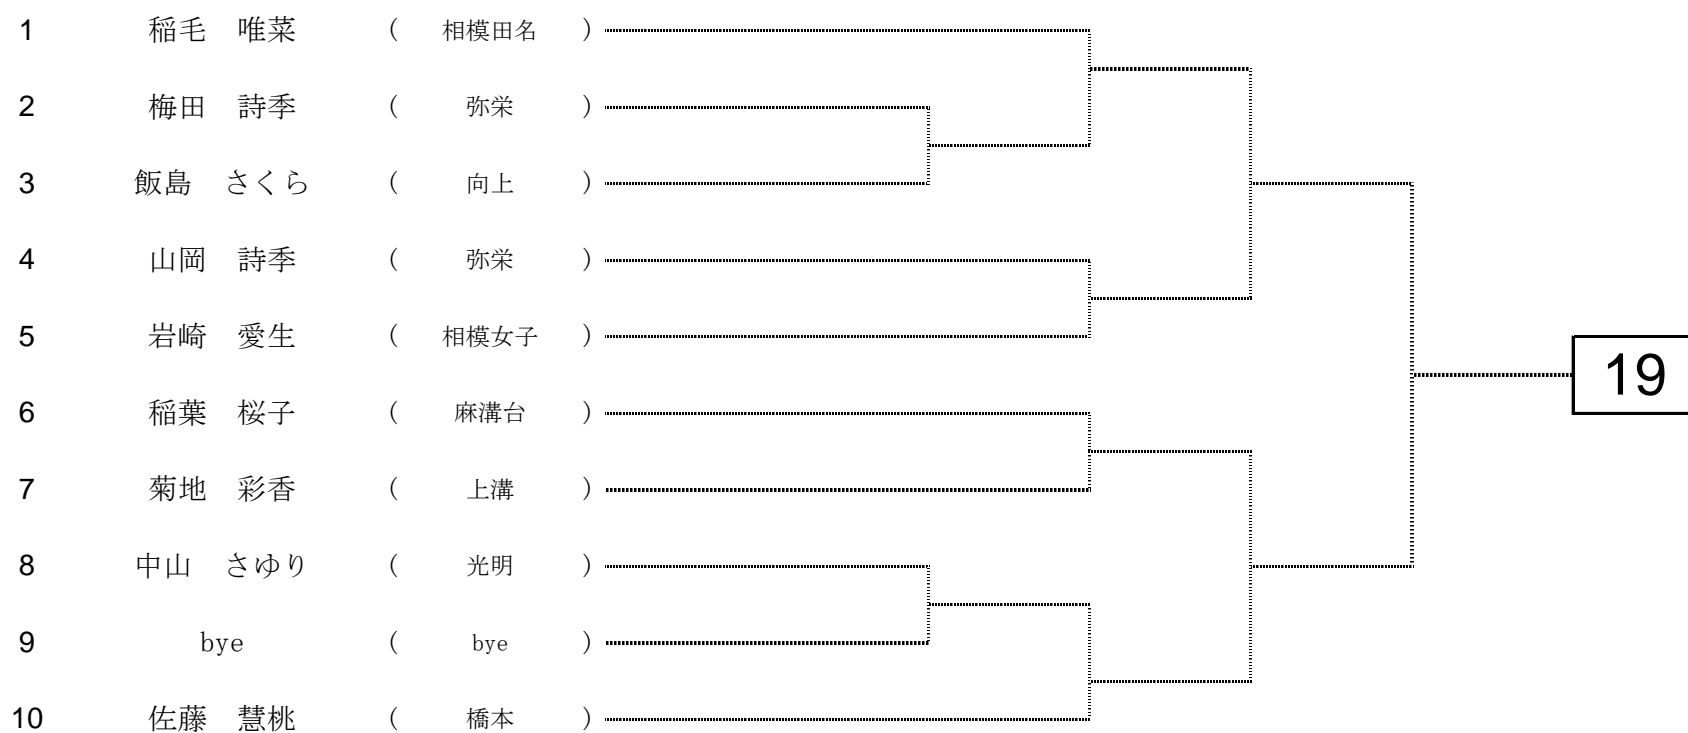 1 稲毛　唯菜 （ 相模田名 ）
2 梅田　詩季 （ 弥栄 ）
3 飯島　さくら （ 向上 ）
4 山岡　詩季 （ 弥栄 ）
5 岩崎　愛生 （ 相模女子 ）
19
6 稲葉　桜子 （ 麻溝台 ）
7 菊地　彩香 （ 上溝 ）
8 中山　さゆり （ 光明 ）
9 bye （ bye ）
10 佐藤　慧桃 （ 橋本 ）